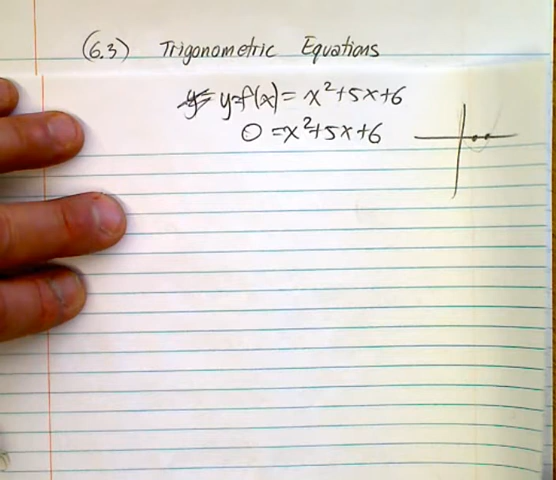 (6.3) Trigonometric Equations
y= y=f(x)= x²+5x+6
0 =x²+5x+6